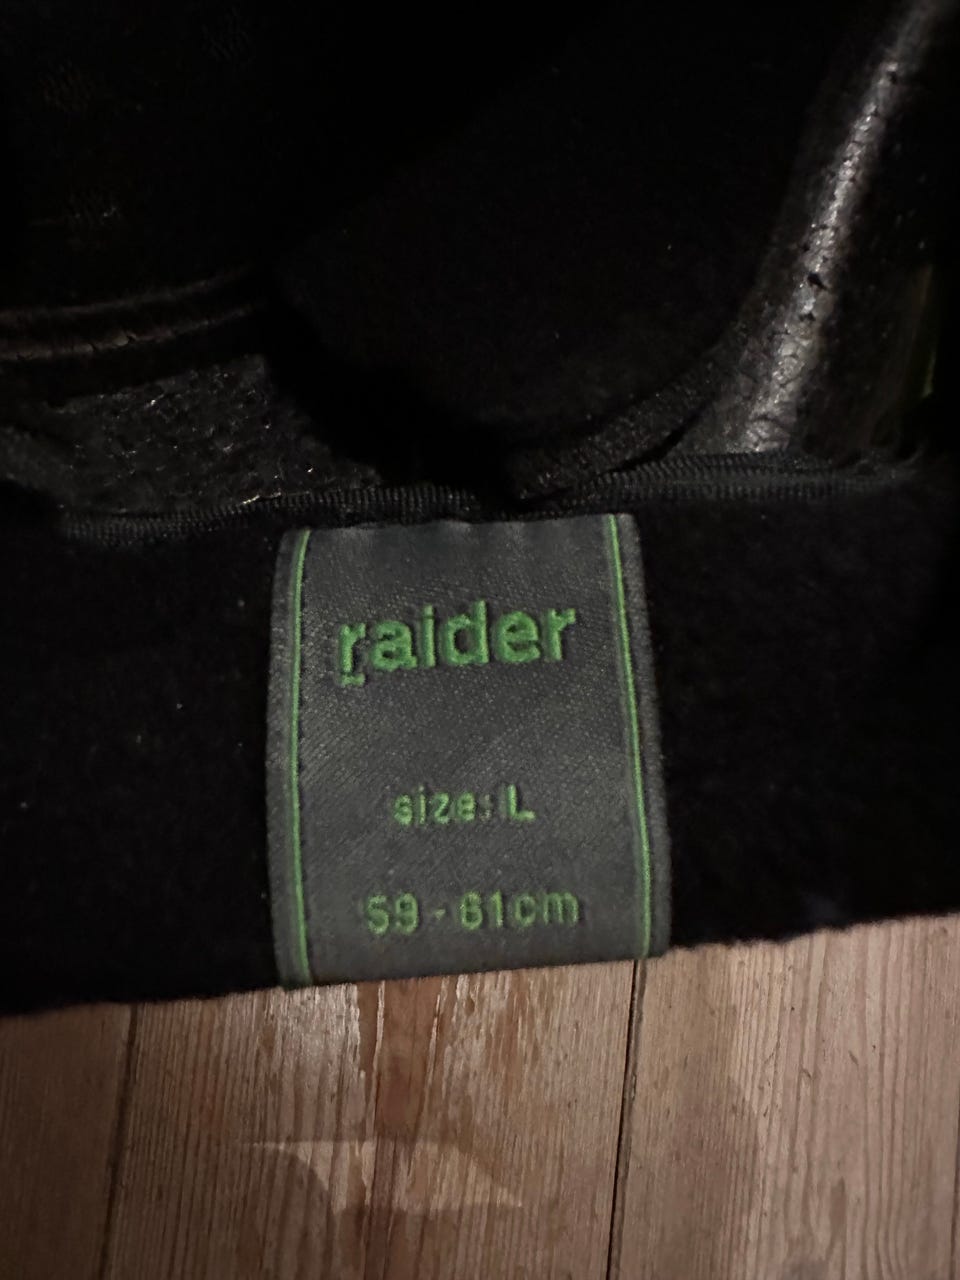 raider
size: L
59 - 61cm